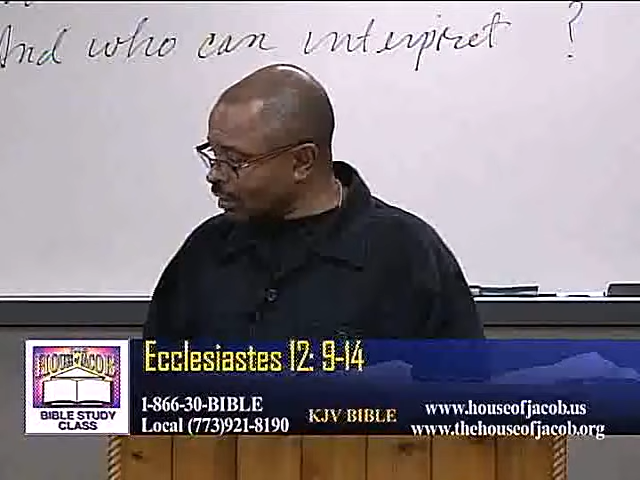 And who can interpret ?
Ecclesiastes 12: 9-14
HOUSE of JACOB
BIBLE STUDY
CLASS
1-866-30-BIBLE
Local (773)921-8190
KJV BIBLE
www.houseofjacob.us
www.thehouseofjacob.org